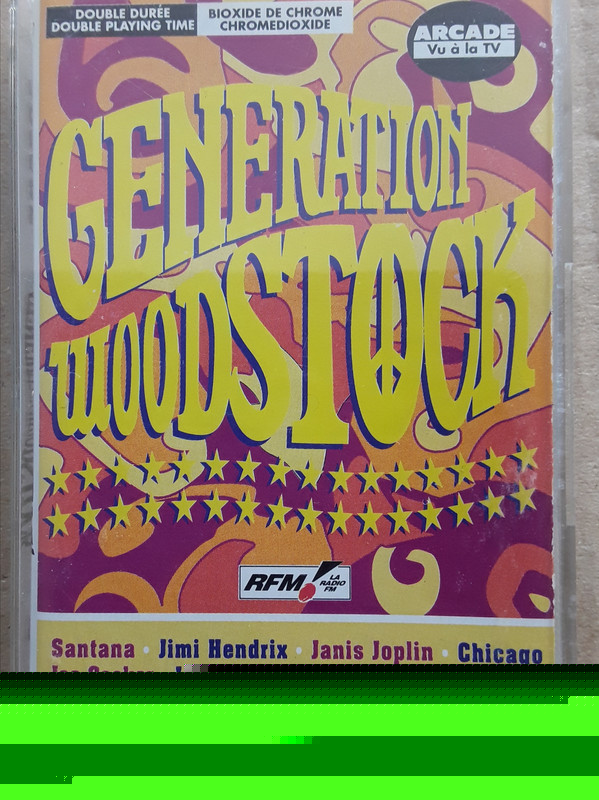 DOUBLE DURÉE
DOUBLE PLAYING TIME
BIOXIDE DE CHROME
CHROMEDIOXIDE
ARCADE
Vu à la TV
GENERATION
WOODSTOCK
RFM!
LA
RADIO
FM
Santana • Jimi Hendrix • Janis Joplin • Chicago